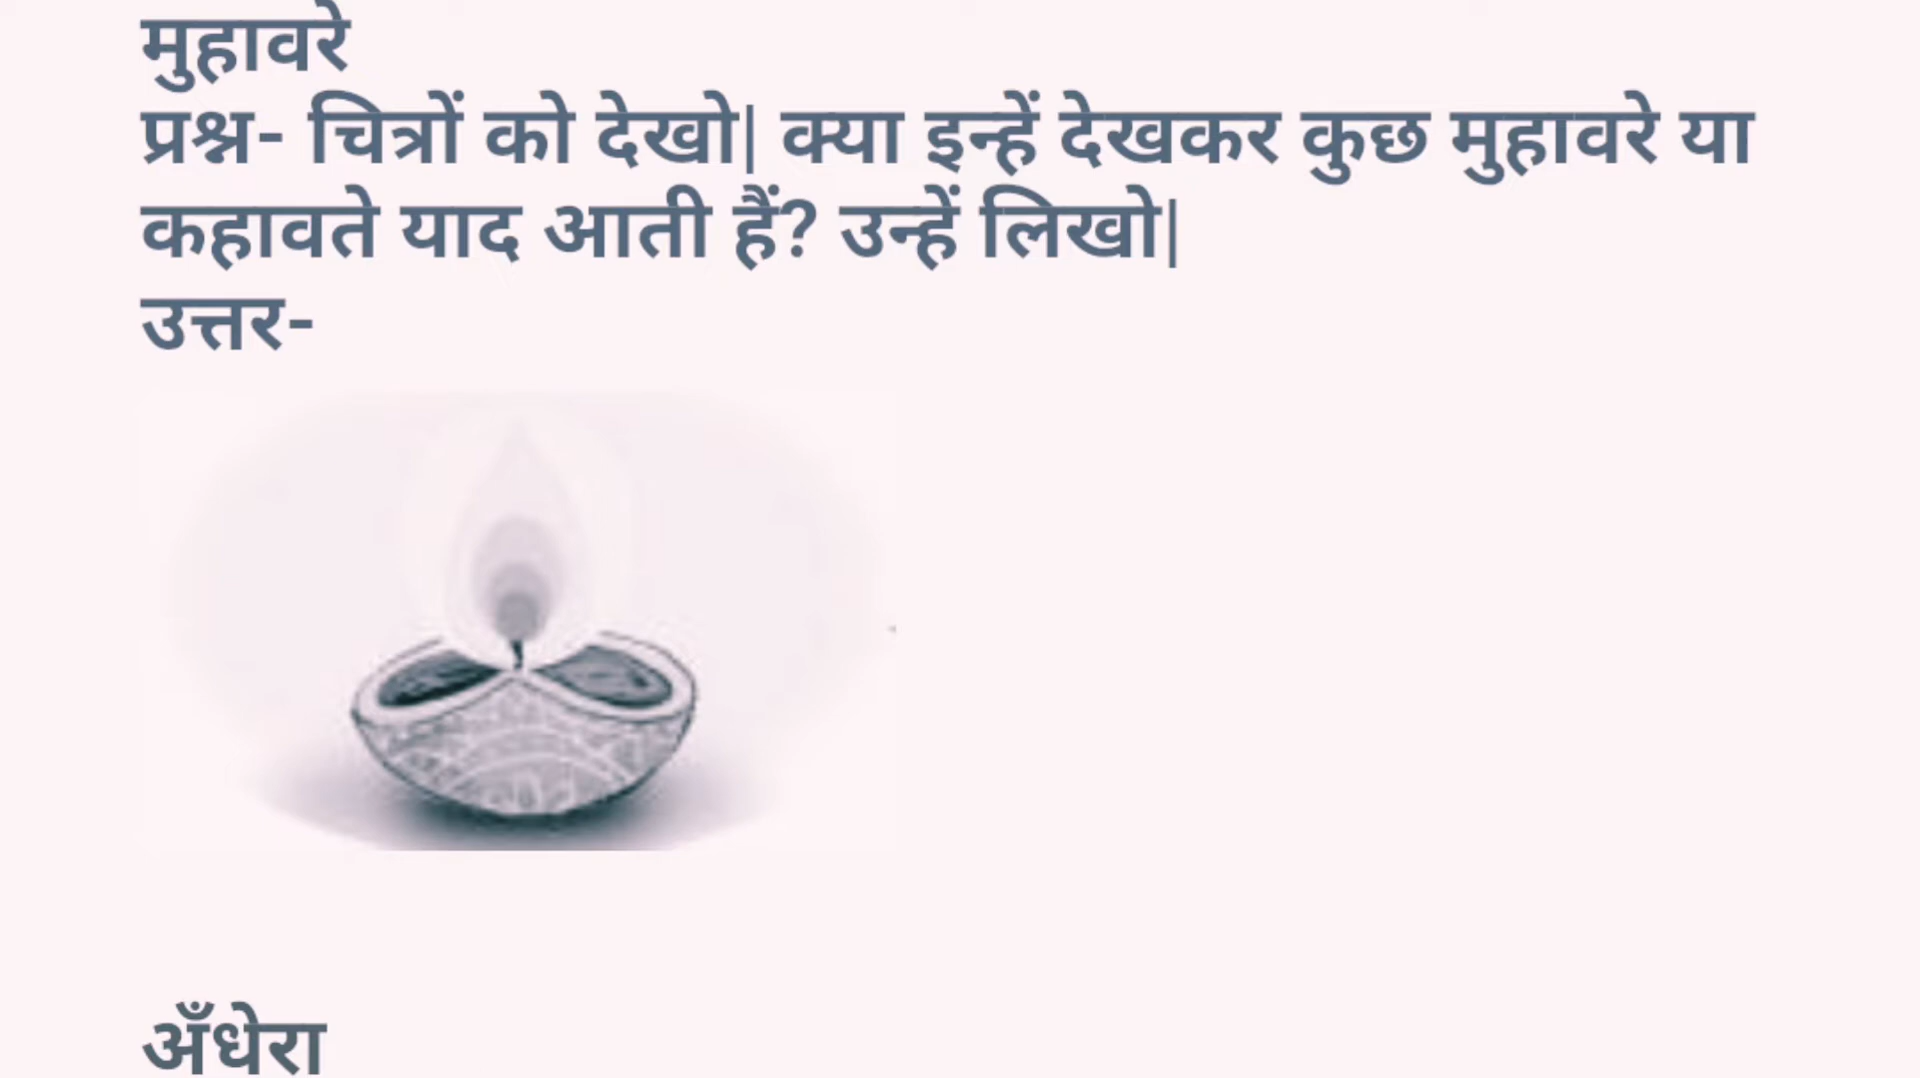 मुहावरे
प्रश्न- चित्रों को देखो| क्या इन्हें देखकर कुछ मुहावरे या
कहावते याद आती हैं? उन्हें लिखो|
उत्तर-
अँधेरा